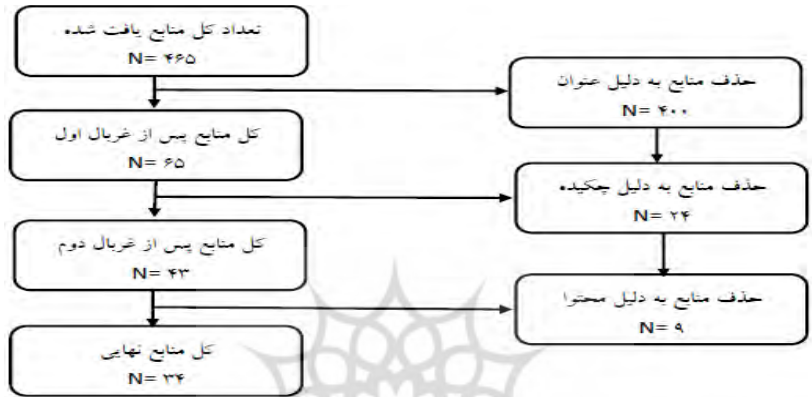 تعداد کل منابع یافت شده
N= ۴۶۵
حذف منابع به دلیل عنوان
N= ۴۰۰
کل منابع پس از غربال اول
N= ۶۵
حذف منابع به دلیل چکیده
N= ۲۴
کل منابع پس از غربال دوم
N= ۴۳
حذف منابع به دلیل محتوا
N= ۹
کل منابع نهایی
N= ۳۴